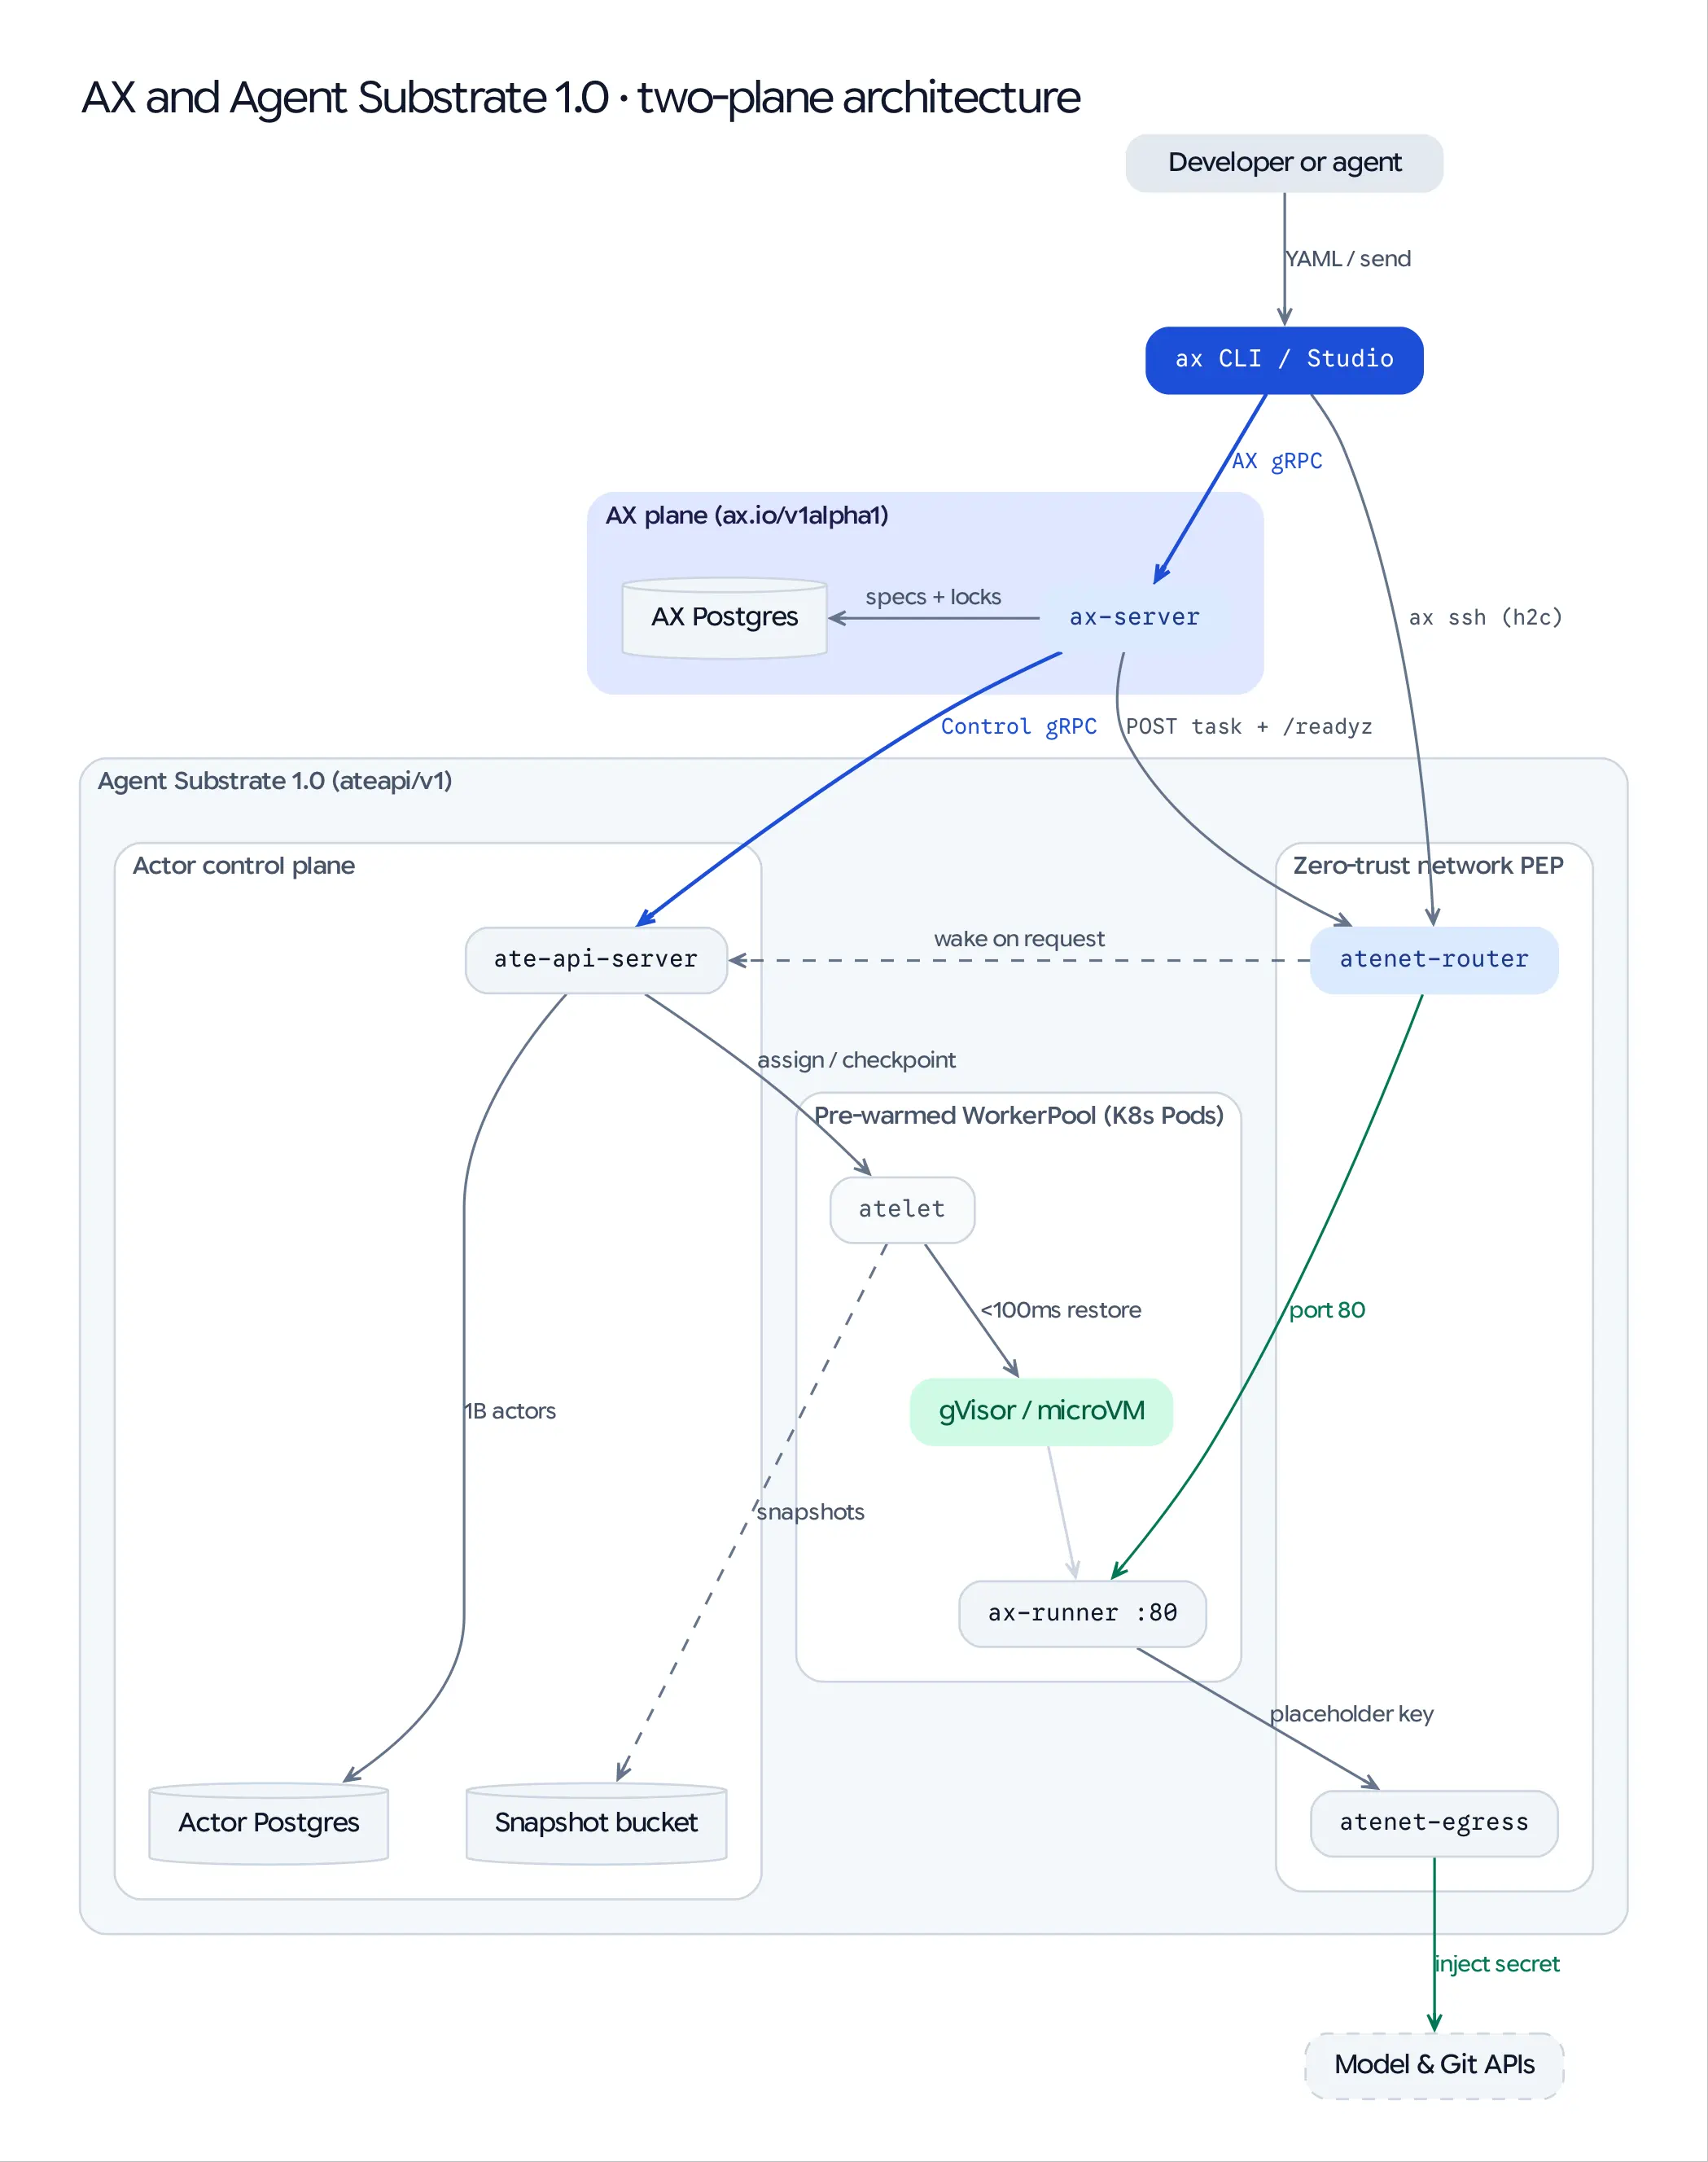 AX and Agent Substrate 1.0 · two-plane architecture
Developer or agent
YAML / send
ax CLI / Studio
AX gRPC
AX plane (ax.io/v1alpha1)
AX Postgres
specs + locks
ax-server
ax ssh (h2c)
Control gRPC
POST task + /readyz
Agent Substrate 1.0 (ateapi/v1)
Actor control plane
Zero-trust network PEP
ate-api-server
wake on request
atenet-router
assign / checkpoint
Pre-warmed WorkerPool (K8s Pods)
atelet
<100ms restore
port 80
gVisor / microVM
1B actors
snapshots
ax-runner :80
placeholder key
Actor Postgres
Snapshot bucket
atenet-egress
inject secret
Model & Git APIs